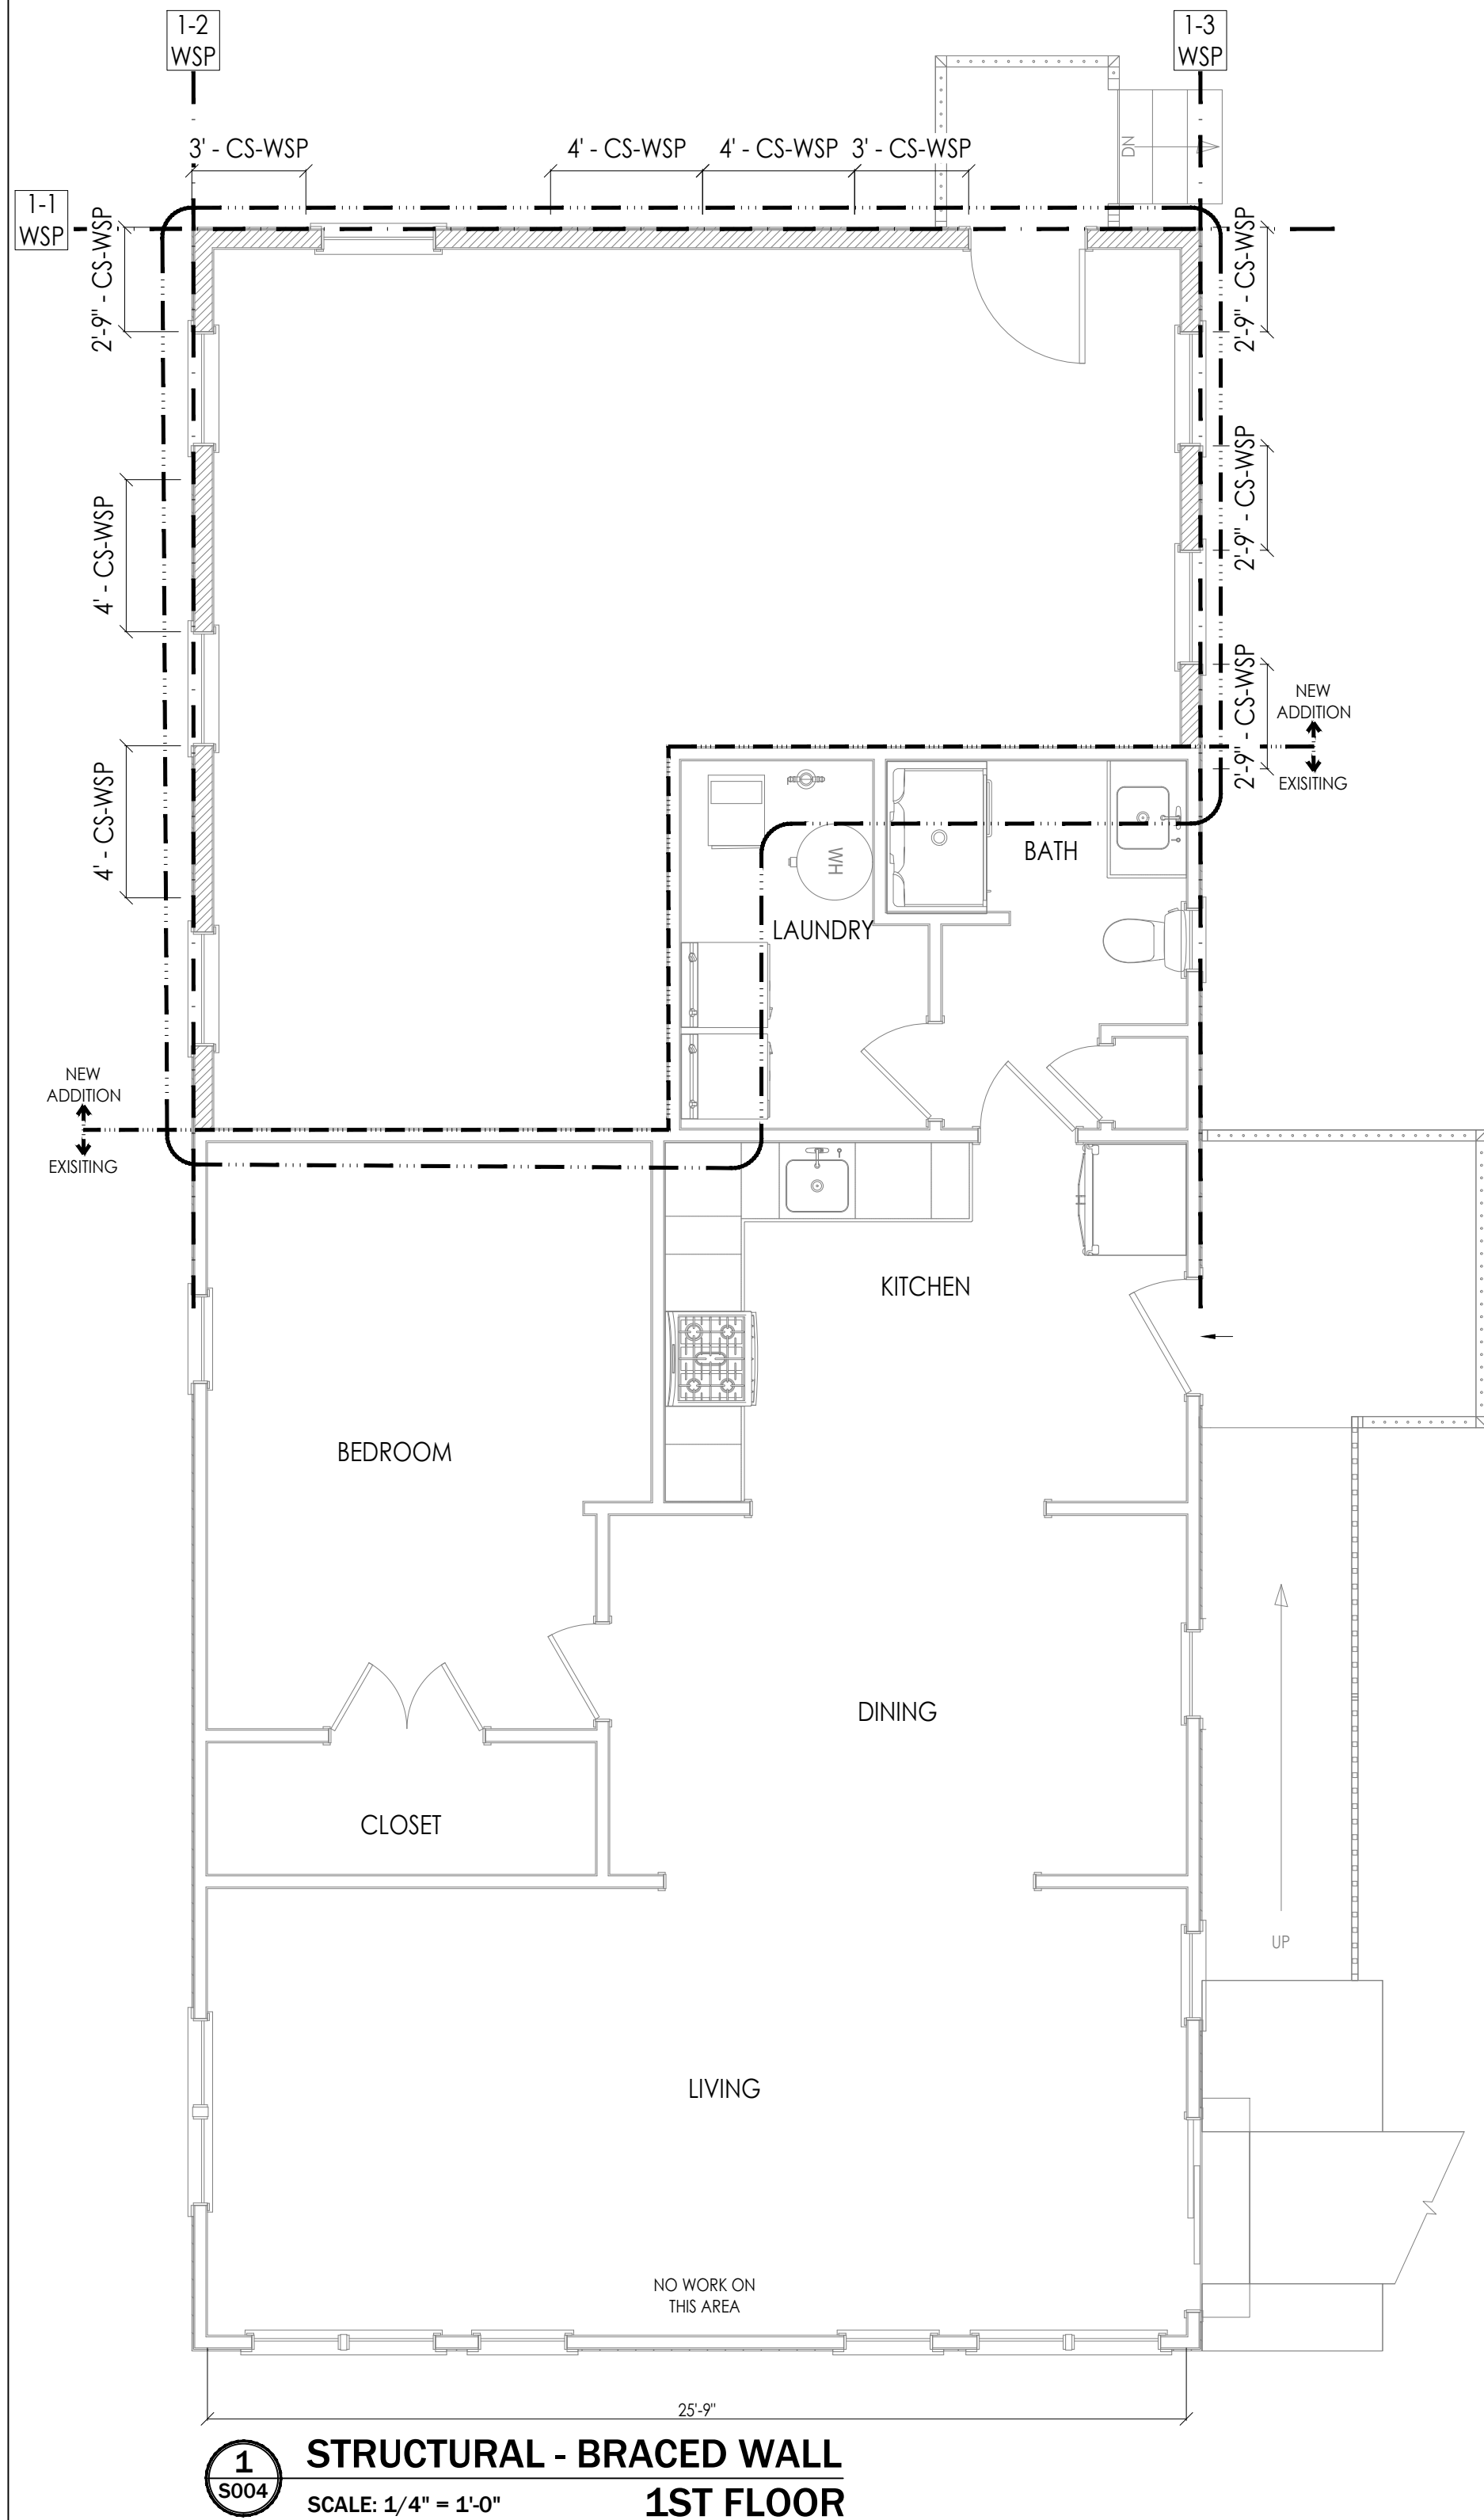 1-2
WSP
1-3
WSP
3' - CS-WSP
4' - CS-WSP
4' - CS-WSP
3' - CS-WSP
DN
1-1
WSP
2'-9" - CS-WSP
2'-9" - CS-WSP
4' - CS-WSP
2'-9" - CS-WSP
2'-9" - CS-WSP
NEW
ADDITION
EXISITING
4' - CS-WSP
WH
BATH
LAUNDRY
NEW
ADDITION
EXISITING
KITCHEN
BEDROOM
DINING
CLOSET
UP
LIVING
NO WORK ON
THIS AREA
25'-9"
1
S004
STRUCTURAL - BRACED WALL
SCALE: 1/4" = 1'-0"
1ST FLOOR